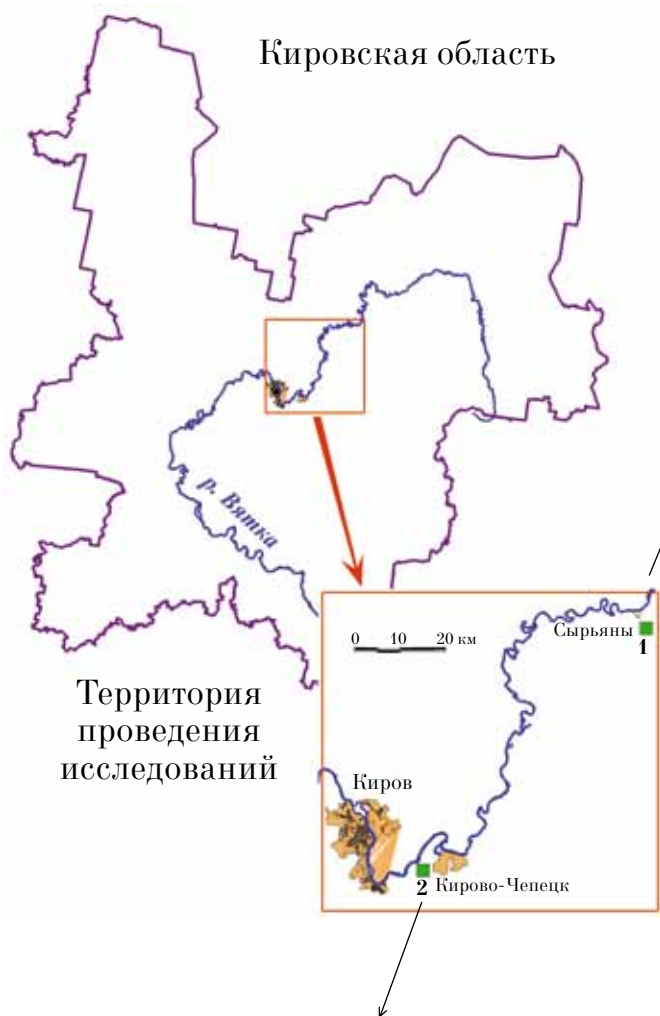 Кировская область
р. Вятка
0 10 20 км
Сырьяны
1
Территория
проведения
исследований
Киров
2 Кирово-Чепецк